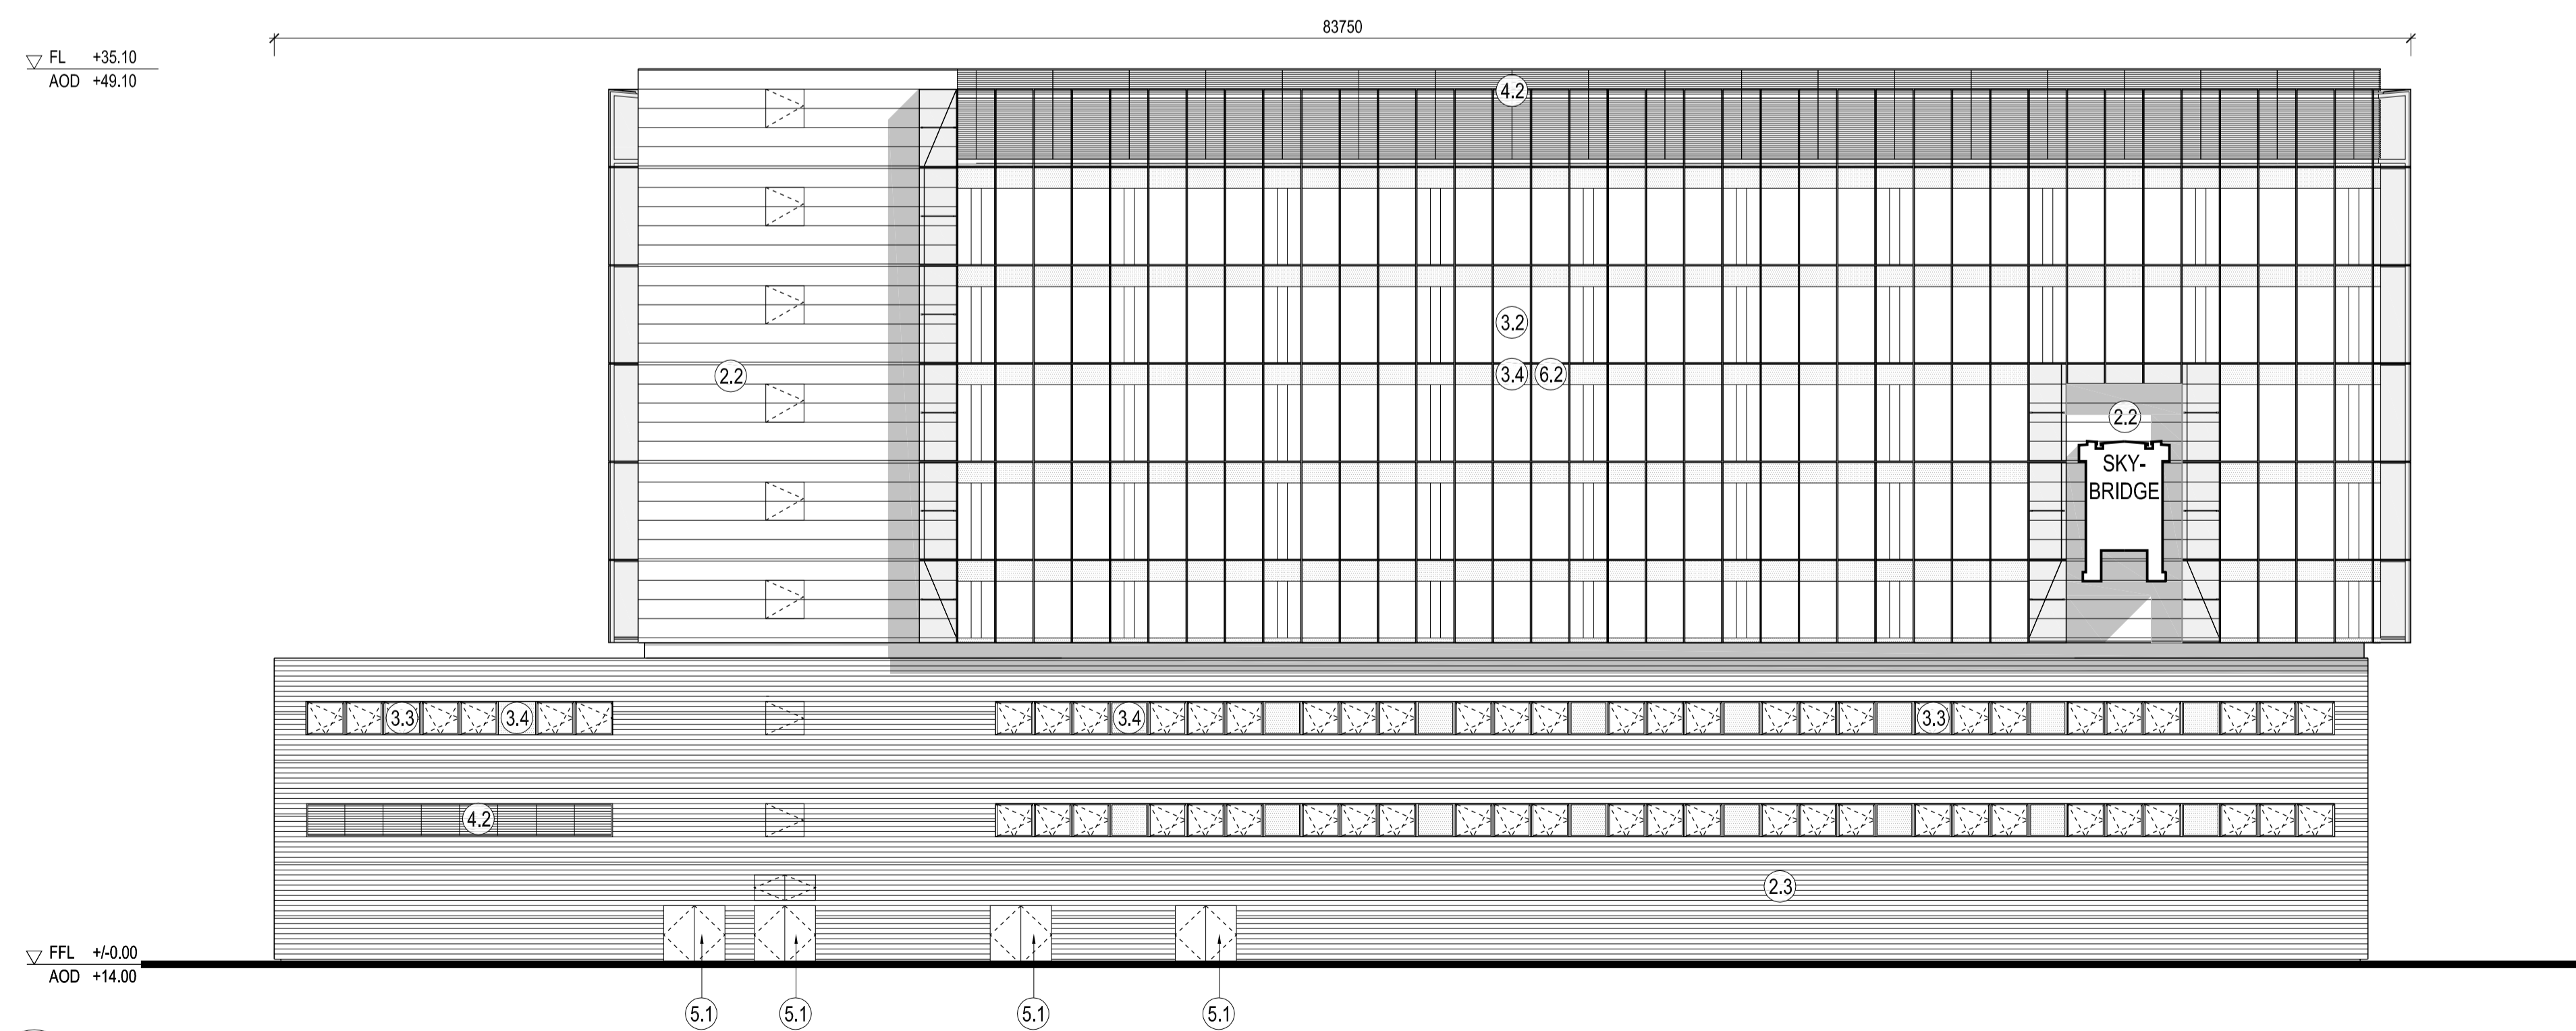 83750
FL +35.10
AOD +49.10
4.2
3.2
2.2
3.4 6.2
2.2
SKY-
BRIDGE
3.3 3.4 3.4 3.3
4.2
2.3
FFL +/-0.00
AOD +14.00
5.1 5.1 5.1 5.1